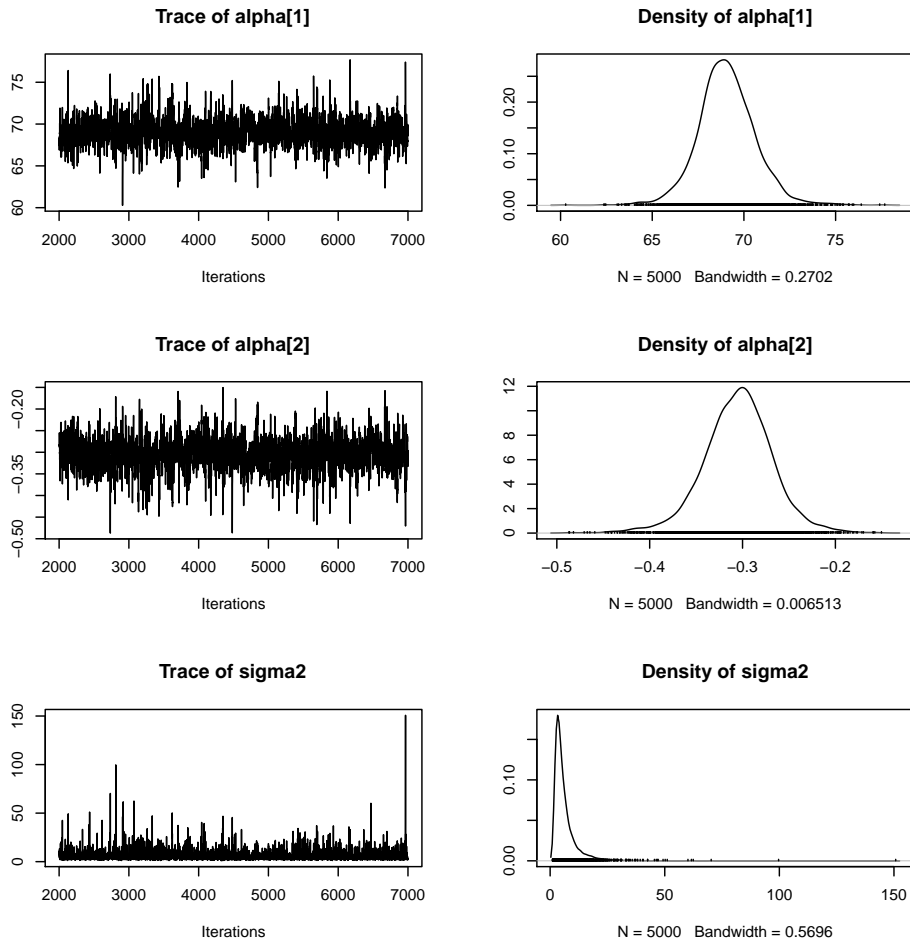 Trace of alpha[1]
60 65 70 75
2000 3000 4000 5000 6000 7000
Iterations
Density of alpha[1]
0.00 0.10 0.20
60 65 70 75
N = 5000 Bandwidth = 0.2702
Trace of alpha[2]
−0.50 −0.35 −0.20
2000 3000 4000 5000 6000 7000
Iterations
Density of alpha[2]
0 2 4 6 8 12
−0.5 −0.4 −0.3 −0.2
N = 5000 Bandwidth = 0.006513
Trace of sigma2
0 50 100 150
2000 3000 4000 5000 6000 7000
Iterations
Density of sigma2
0.00 0.10
0 50 100 150
N = 5000 Bandwidth = 0.5696